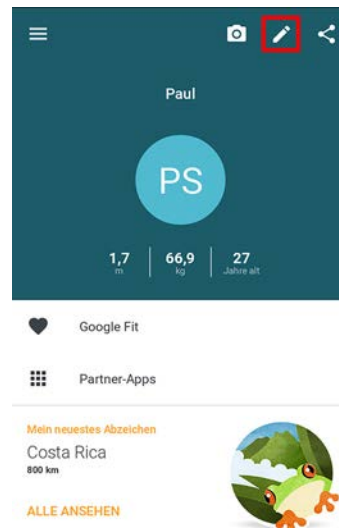 Paul
PS
1,7 66,9 27
m kg Jahre alt
Google Fit
Partner-Apps
Mein neuestes Abzeichen
Costa Rica
800 km
ALLE ANSEHEN